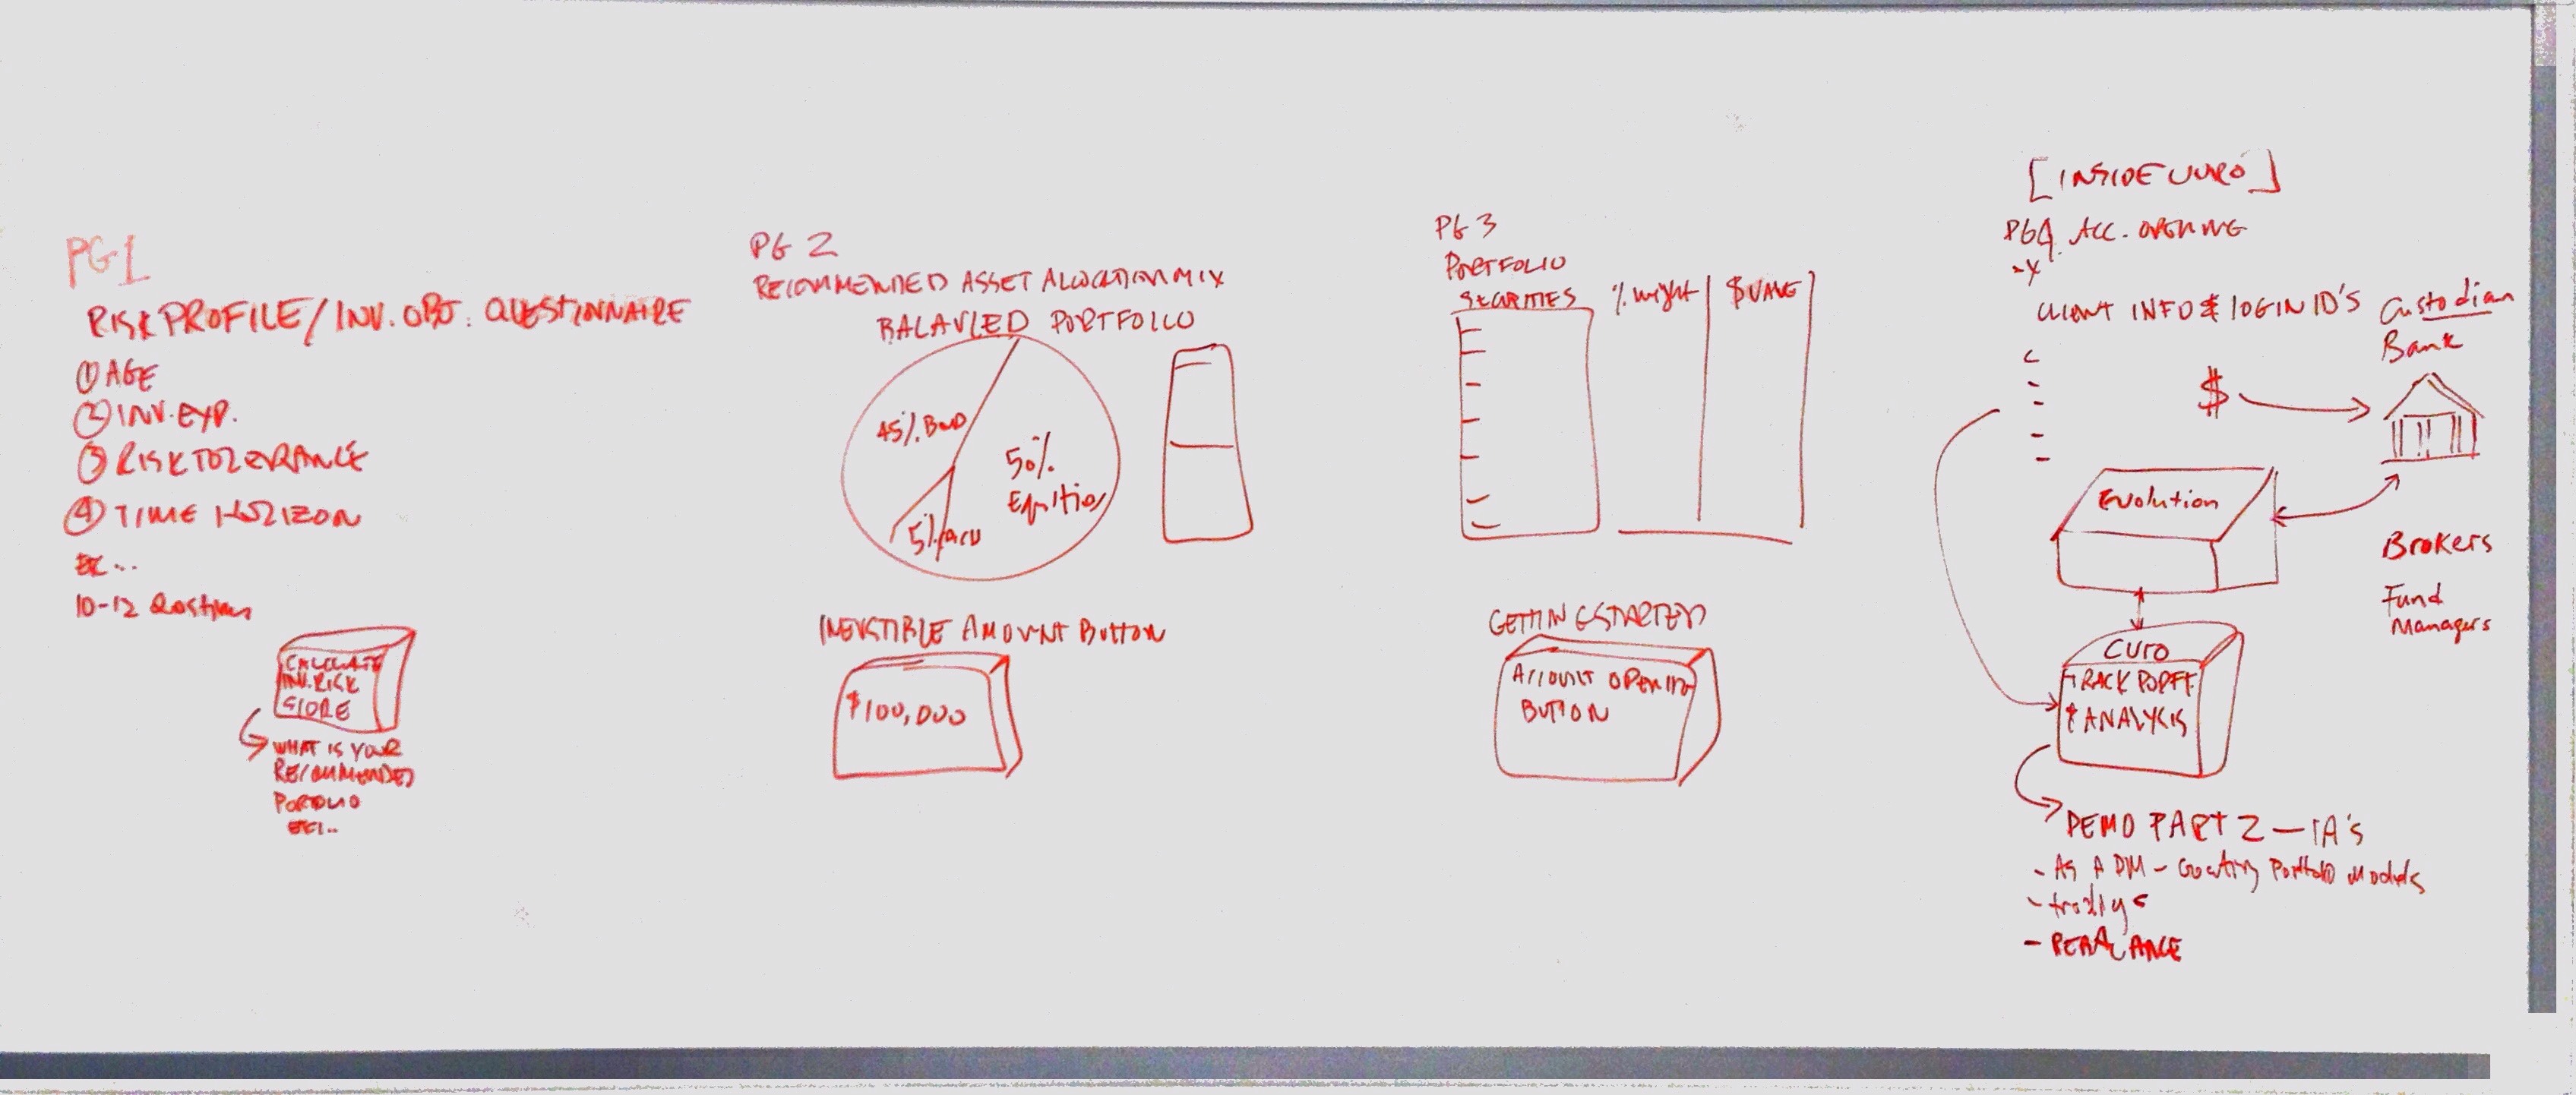 PG 1
RISK PROFILE / INV. OBJ. QUESTIONNAIRE
① AGE
② INV. EXP.
③ RISK TOLERANCE
④ TIME HORIZON
ETC...
10-12 Questions
CALCULATE
INV. RISK
SCORE
WHAT IS YOUR
RECOMMENDED
PORTFOLIO
ETC...
PG 2
RECOMMENDED ASSET ALLOCATION MIX
BALANCED PORTFOLIO
45% Bond
50%
Equities
5%
INEVSTIBLE AMOUNT BUTTON
$100,000
PG 3
PORTFOLIO
SECURITIES
% weight
$ VALUE
GETTING STARTED
ACCOUNT OPENING
BUTTON
[INSIDE CURO]
PG 4 ACC. OPENING
CLIENT INFO & LOGIN ID'S
Custodian
Bank
$
Evolution
Brokers
Fund
Managers
CURO
TRACK PORTF.
& ANALYSIS
DEMO PART 2 — IA'S
- AS A PM - Creating Portfolio Models
- REBALANCE